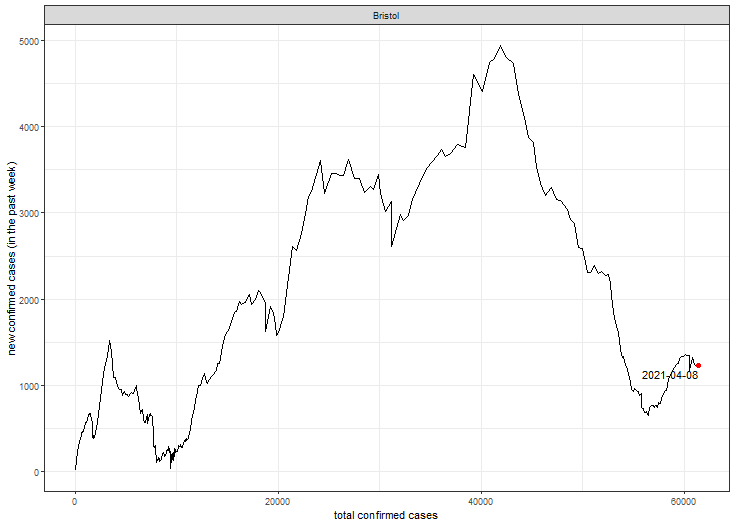 Bristol
5000
4000
3000
2000
1000
0
new confirmed cases (in the past week)
2021-04-08
0 20000 40000 60000
total confirmed cases